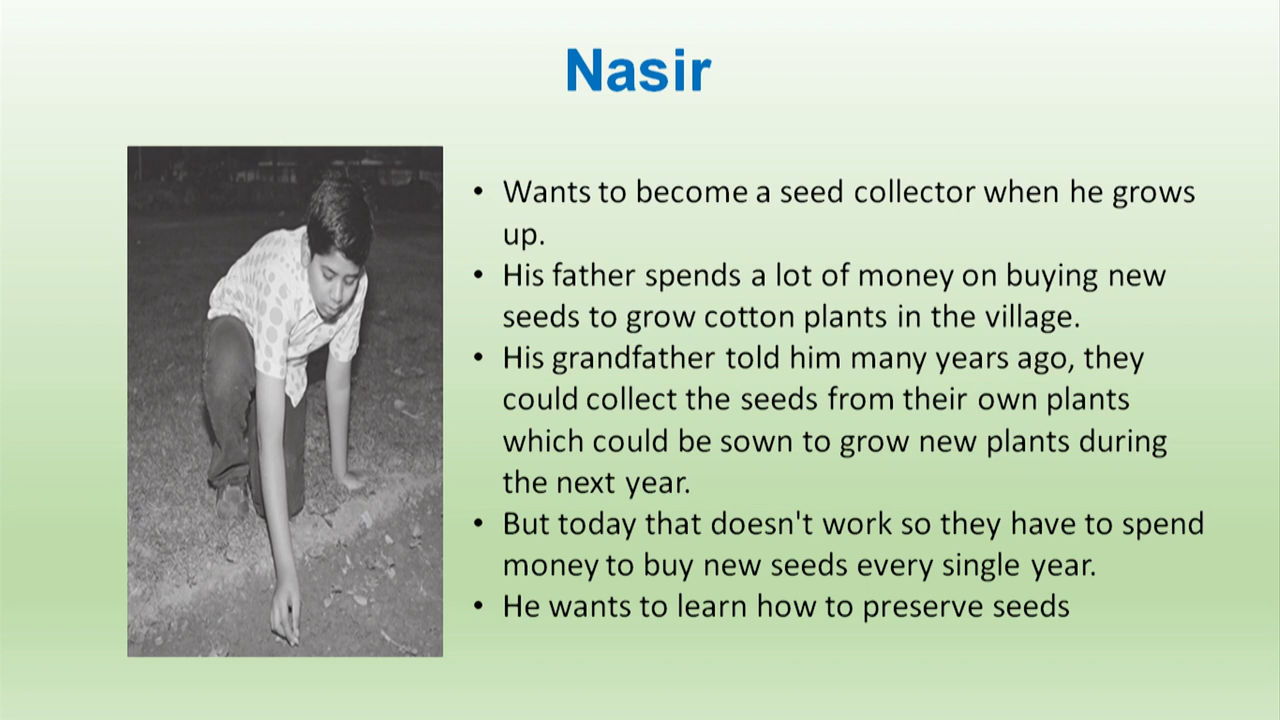 Nasir
• Wants to become a seed collector when he grows
up.
• His father spends a lot of money on buying new
seeds to grow cotton plants in the village.
• His grandfather told him many years ago, they
could collect the seeds from their own plants
which could be sown to grow new plants during
the next year.
• But today that doesn't work so they have to spend
money to buy new seeds every single year.
• He wants to learn how to preserve seeds